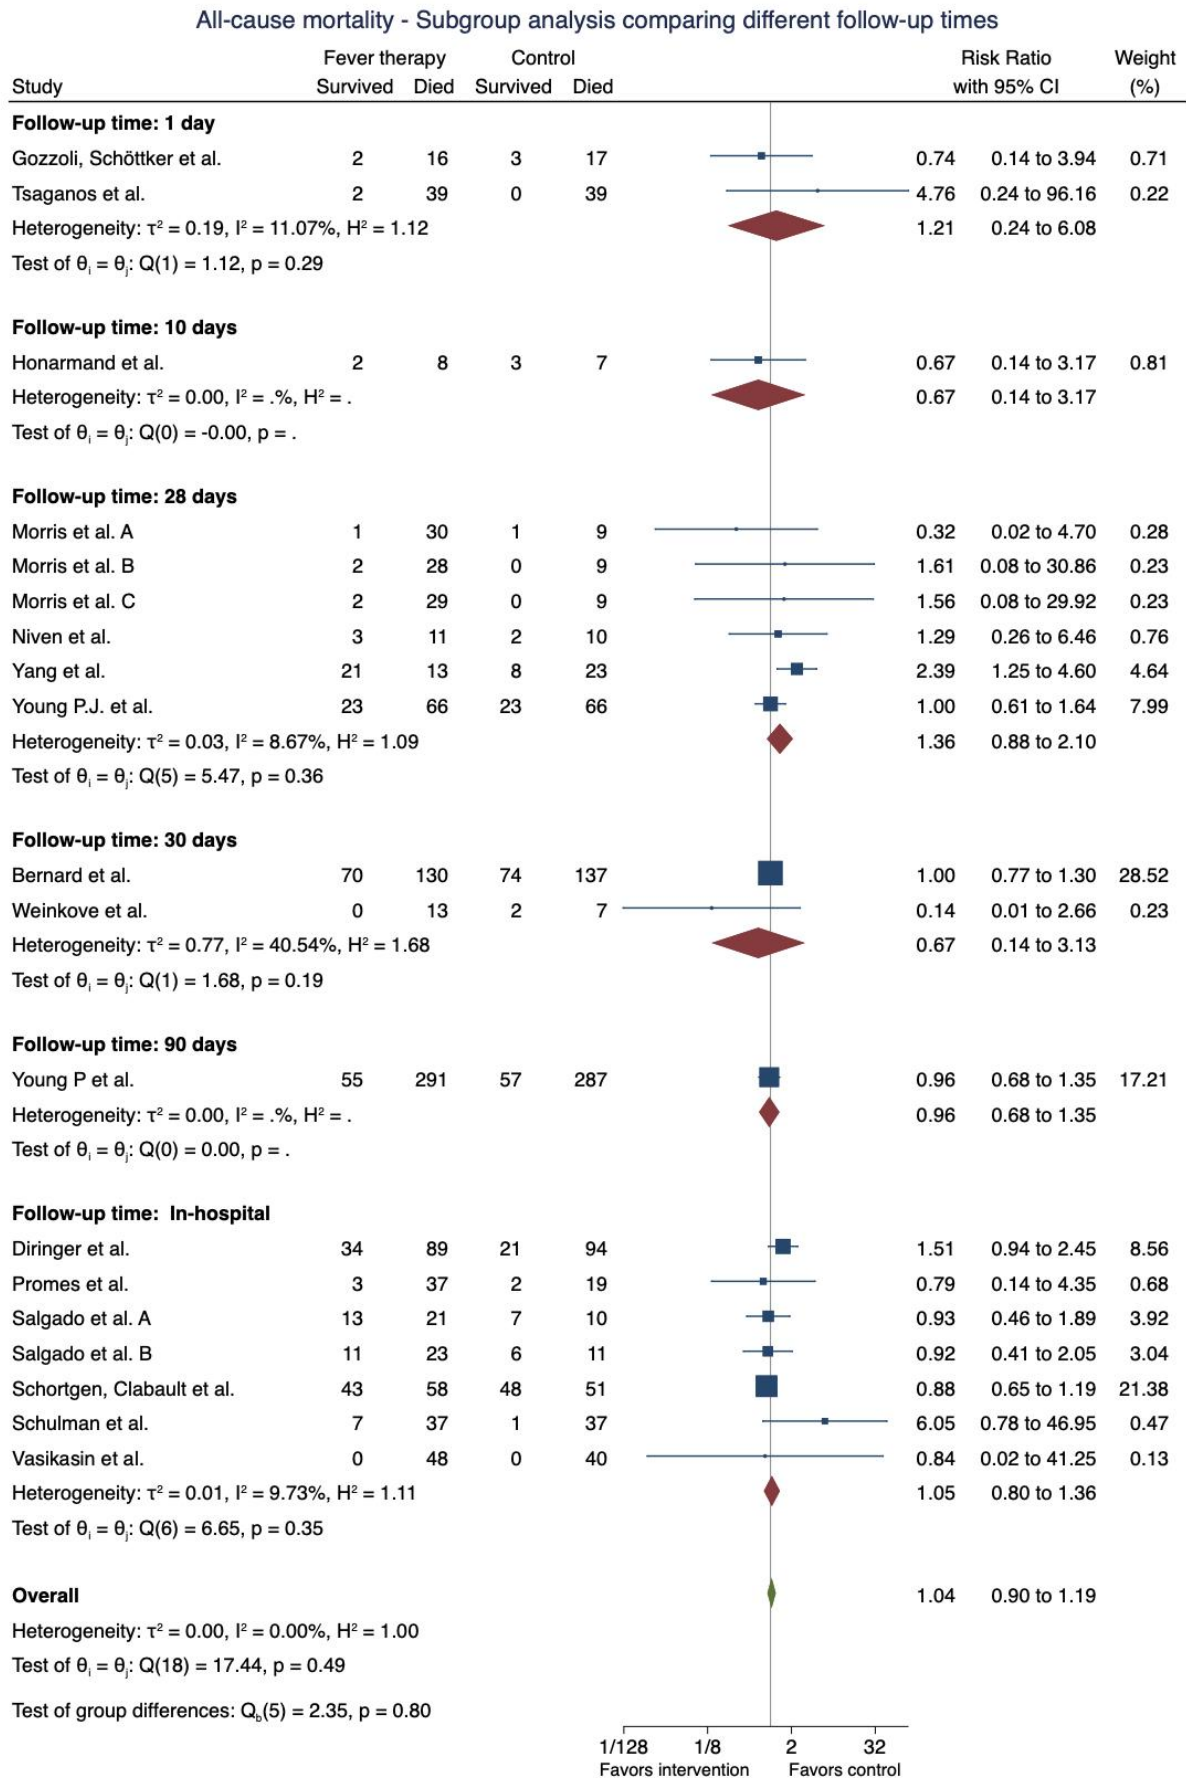 All-cause mortality - Subgroup analysis comparing different follow-up times
Fever therapy Control Risk Ratio Weight
Study Survived Died Survived Died with 95% CI (%)
Follow-up time: 1 day
Gozzoli, Schöttker et al. 2 16 3 17 0.74 0.14 to 3.94 0.71
Tsaganos et al. 2 39 0 39 4.76 0.24 to 96.16 0.22
Heterogeneity: τ² = 0.19, I² = 11.07%, H² = 1.12 1.21 0.24 to 6.08
Test of θᵢ = θⱼ: Q(1) = 1.12, p = 0.29
Follow-up time: 10 days
Honarmand et al. 2 8 3 7 0.67 0.14 to 3.17 0.81
Heterogeneity: τ² = 0.00, I² = .%, H² = . 0.67 0.14 to 3.17
Test of θᵢ = θⱼ: Q(0) = -0.00, p = .
Follow-up time: 28 days
Morris et al. A 1 30 1 9 0.32 0.02 to 4.70 0.28
Morris et al. B 2 28 0 9 1.61 0.08 to 30.86 0.23
Morris et al. C 2 29 0 9 1.56 0.08 to 29.92 0.23
Niven et al. 3 11 2 10 1.29 0.26 to 6.46 0.76
Yang et al. 21 13 8 23 2.39 1.25 to 4.60 4.64
Young P.J. et al. 23 66 23 66 1.00 0.61 to 1.64 7.99
Heterogeneity: τ² = 0.03, I² = 8.67%, H² = 1.09 1.36 0.88 to 2.10
Test of θᵢ = θⱼ: Q(5) = 5.47, p = 0.36
Follow-up time: 30 days
Bernard et al. 70 130 74 137 1.00 0.77 to 1.30 28.52
Weinkove et al. 0 13 2 7 0.14 0.01 to 2.66 0.23
Heterogeneity: τ² = 0.77, I² = 40.54%, H² = 1.68 0.67 0.14 to 3.13
Test of θᵢ = θⱼ: Q(1) = 1.68, p = 0.19
Follow-up time: 90 days
Young P et al. 55 291 57 287 0.96 0.68 to 1.35 17.21
Heterogeneity: τ² = 0.00, I² = .%, H² = . 0.96 0.68 to 1.35
Test of θᵢ = θⱼ: Q(0) = 0.00, p = .
Follow-up time: In-hospital
Diringer et al. 34 89 21 94 1.51 0.94 to 2.45 8.56
Promes et al. 3 37 2 19 0.79 0.14 to 4.35 0.68
Salgado et al. A 13 21 7 10 0.93 0.46 to 1.89 3.92
Salgado et al. B 11 23 6 11 0.92 0.41 to 2.05 3.04
Schortgen, Clabault et al. 43 58 48 51 0.88 0.65 to 1.19 21.38
Schulman et al. 7 37 1 37 6.05 0.78 to 46.95 0.47
Vasikasin et al. 0 48 0 40 0.84 0.02 to 41.25 0.13
Heterogeneity: τ² = 0.01, I² = 9.73%, H² = 1.11 1.05 0.80 to 1.36
Test of θᵢ = θⱼ: Q(6) = 6.65, p = 0.35
Overall 1.04 0.90 to 1.19
Heterogeneity: τ² = 0.00, I² = 0.00%, H² = 1.00
Test of θᵢ = θⱼ: Q(18) = 17.44, p = 0.49
Test of group differences: Q_b(5) = 2.35, p = 0.80
1/128 1/8 2 32
Favors intervention Favors control